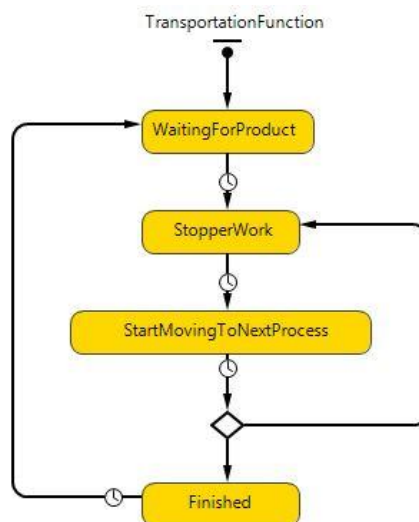 TransportationFunction
WaitingForProduct
StopperWork
StartMovingToNextProcess
Finished